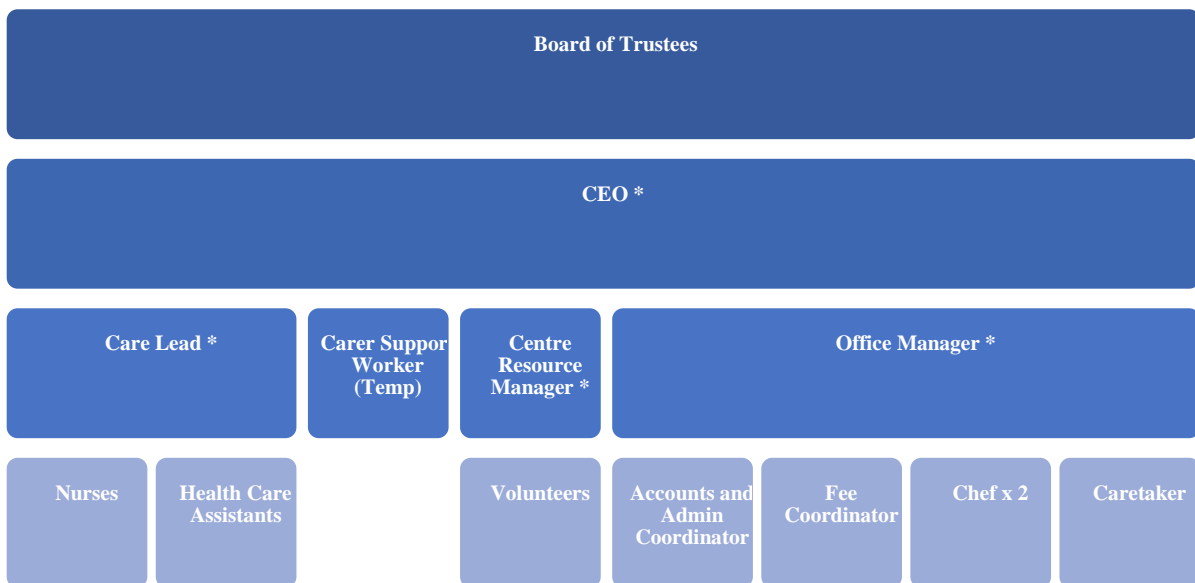 Board of Trustees
CEO *
Care Lead *
Carer Suppor
Worker
(Temp)
Centre
Resource
Manager *
Office Manager *
Nurses
Health Care
Assistants
Volunteers
Accounts and
Admin
Coordinator
Fee
Coordinator
Chef x 2
Caretaker